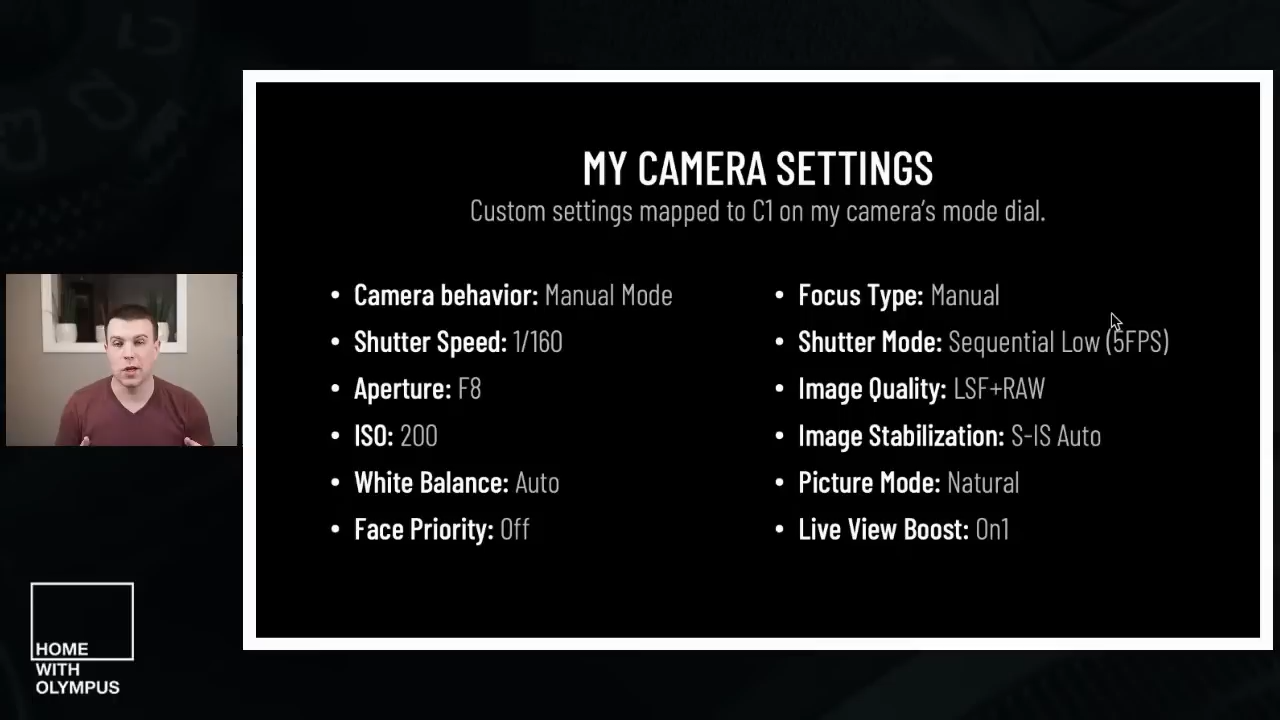 MY CAMERA SETTINGS
Custom settings mapped to C1 on my camera's mode dial.
• Camera behavior: Manual Mode
• Shutter Speed: 1/160
• Aperture: F8
• ISO: 200
• White Balance: Auto
• Face Priority: Off
• Focus Type: Manual
• Shutter Mode: Sequential Low (5FPS)
• Image Quality: LSF+RAW
• Image Stabilization: S-IS Auto
• Picture Mode: Natural
• Live View Boost: On1
HOME
WITH
OLYMPUS